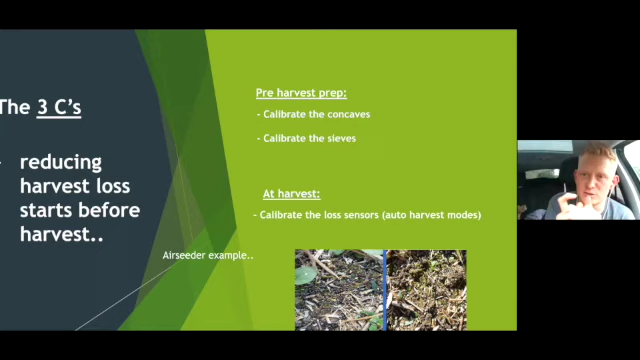 The 3 C's
- reducing
harvest loss
starts before
harvest..
Pre harvest prep:
- Calibrate the concaves
- Calibrate the sieves
At harvest:
- Calibrate the loss sensors (auto harvest modes)
Airseeder example..